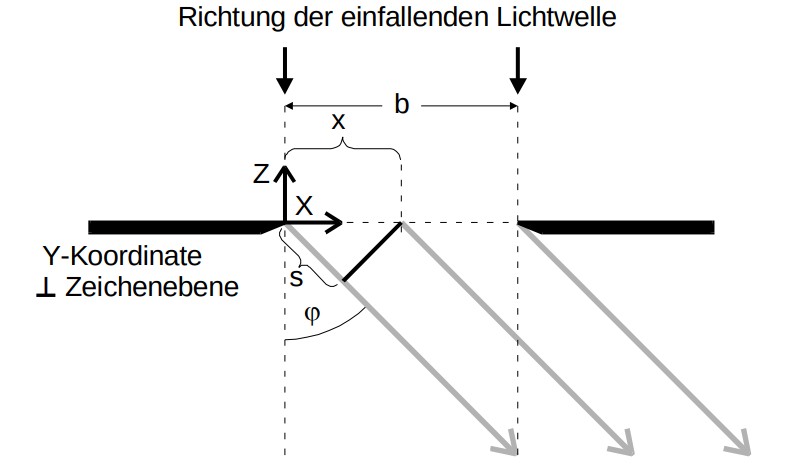 Richtung der einfallenden Lichtwelle
b
x
Z
X
Y-Koordinate
⊥ Zeichenebene
s
φ